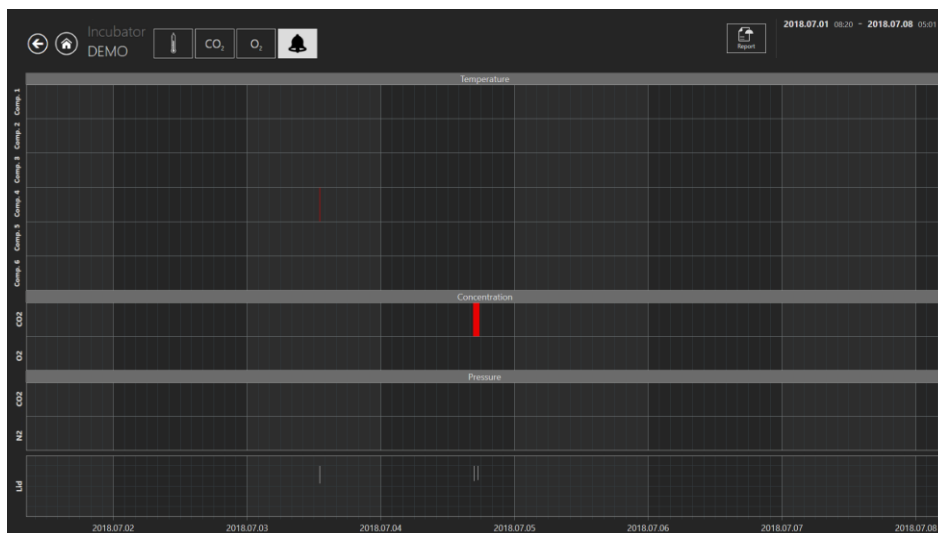 Incubator
DEMO
CO₂
O₂
Report
2018.07.01 08:20 - 2018.07.08 05:01
Temperature
Comp. 1
Comp. 2
Comp. 3
Comp. 4
Comp. 5
Comp. 6
Concentration
CO2
O2
Pressure
CO2
N2
Lid
2018.07.02 2018.07.03 2018.07.04 2018.07.05 2018.07.06 2018.07.07 2018.07.08